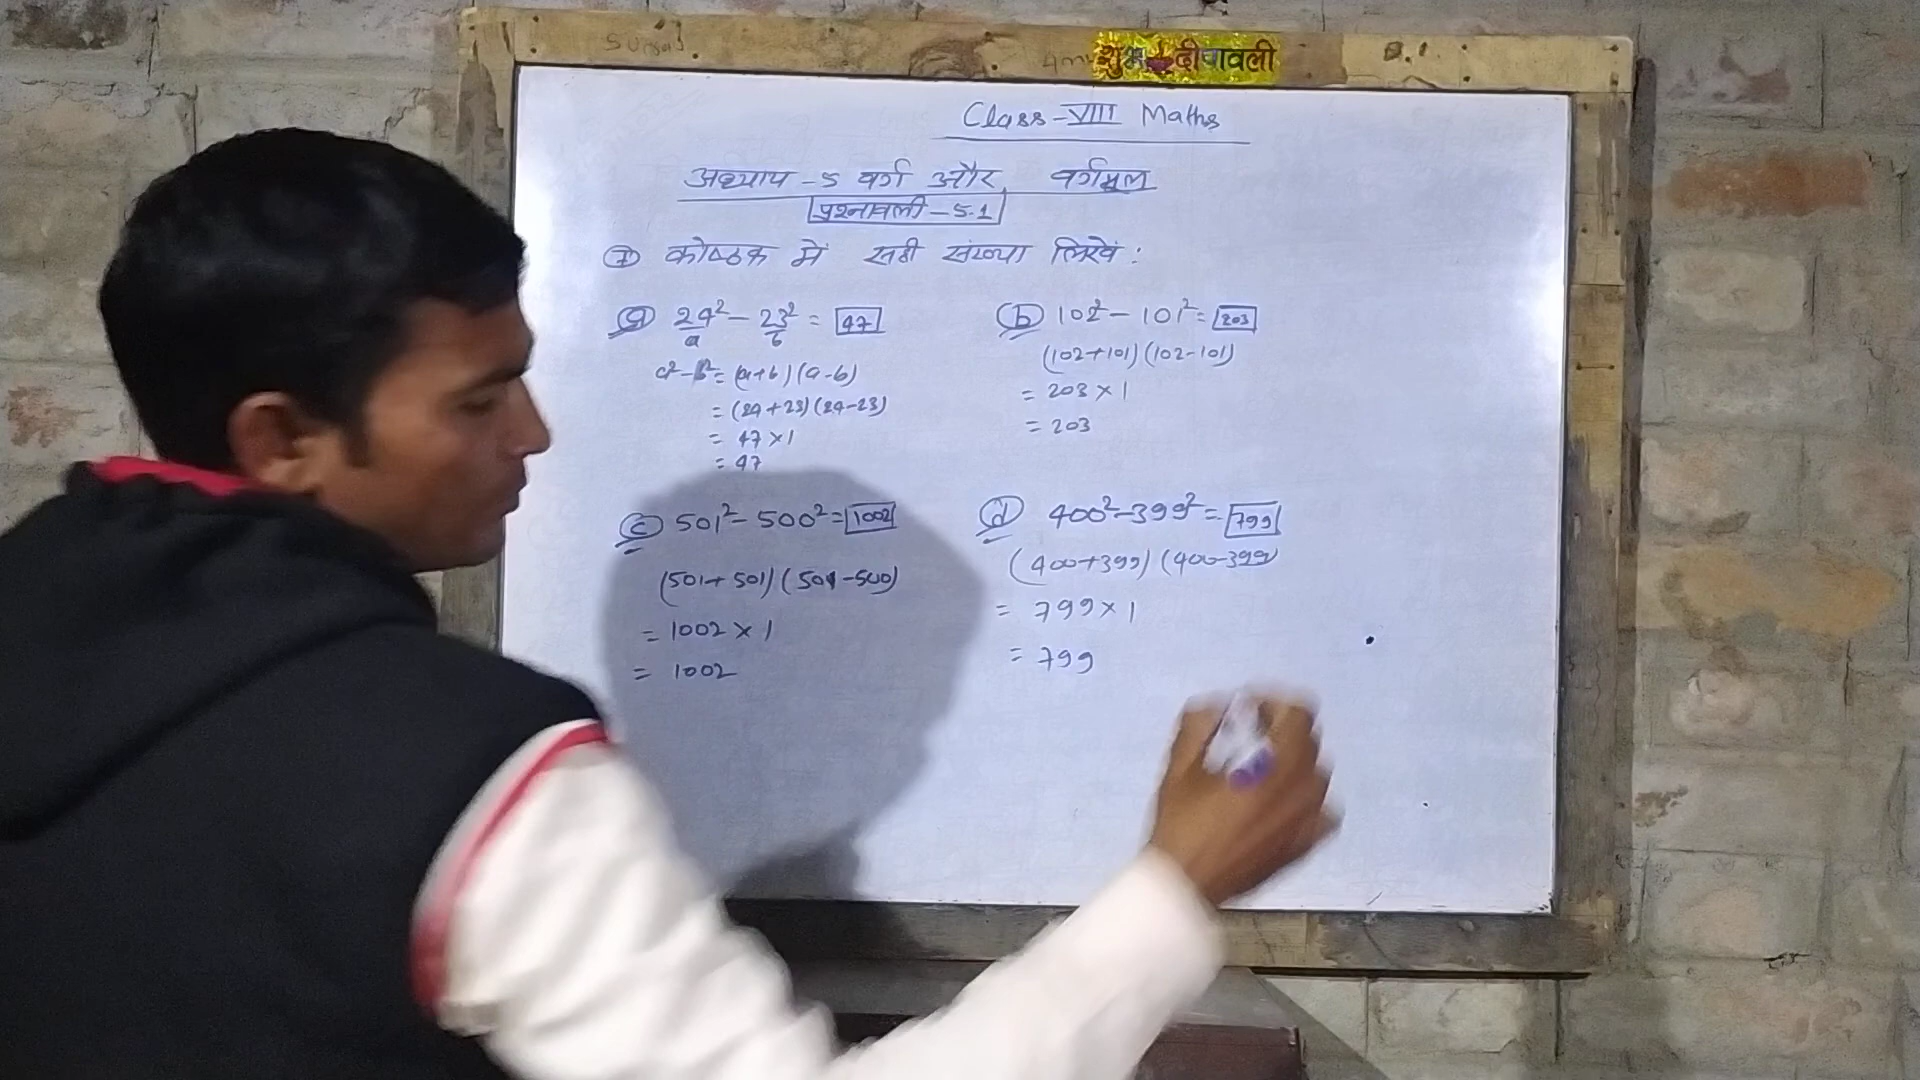 शुभ दीपावली
Class-VIII Maths
अध्याय-5 वर्ग और वर्गमूल
प्रश्नावली-5.1
⑦ कोष्ठक में सही संख्या लिखें:
ⓐ 24² - 23² = 47
a b
a² - b² = (a+b)(a-b)
= (24+23)(24-23)
= 47×1
= 47
ⓑ 102² - 101² = 203
(102+101)(102-101)
= 203×1
= 203
ⓒ 501² - 500² = 1002
(501+501)(501-500)
= 1002×1
= 1002
ⓓ 400² - 399² = 799
(400+399)(400-399)
= 799×1
= 799